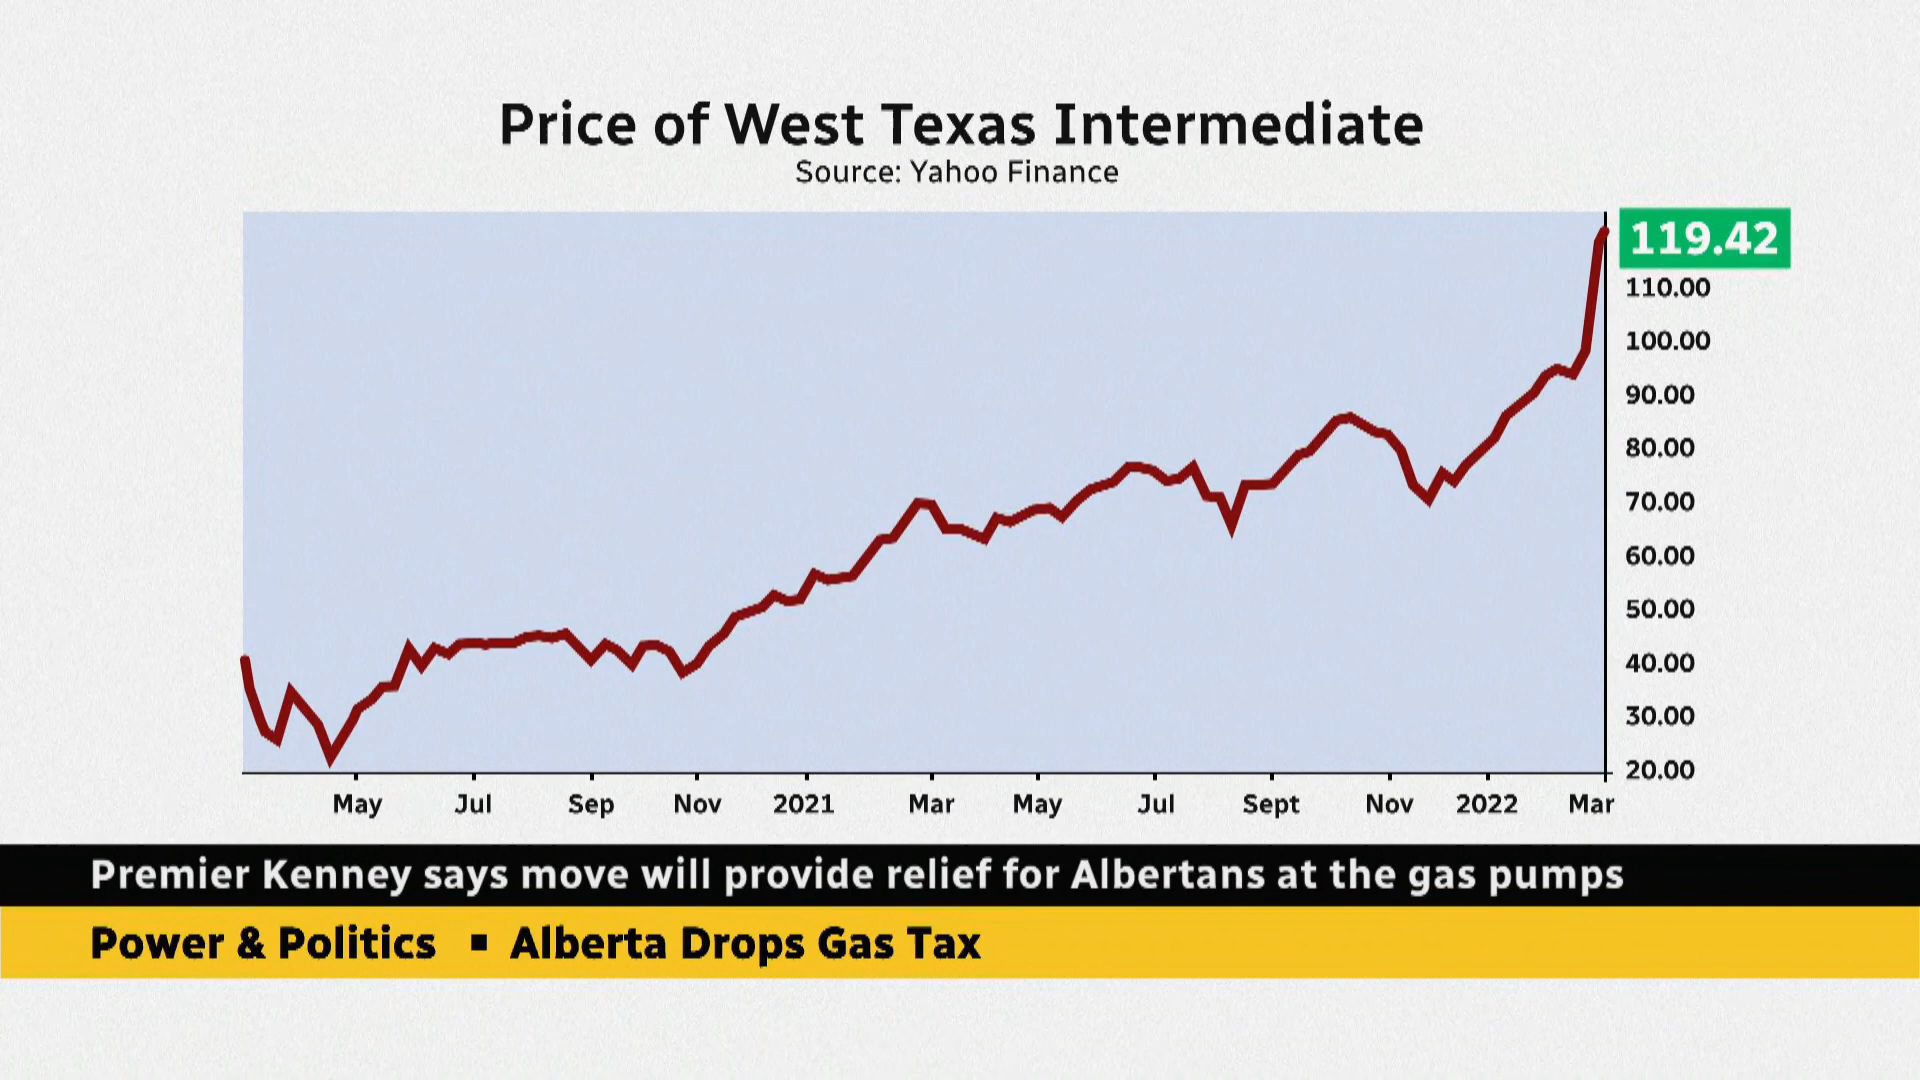 Price of West Texas Intermediate
Source: Yahoo Finance
119.42
110.00
100.00
90.00
80.00
70.00
60.00
50.00
40.00
30.00
20.00
May Jul Sep Nov 2021 Mar May Jul Sept Nov 2022 Mar
Premier Kenney says move will provide relief for Albertans at the gas pumps
Power & Politics ▪ Alberta Drops Gas Tax